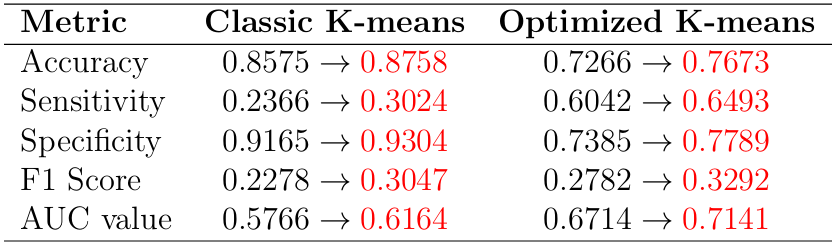 Metric Classic K-means Optimized K-means
Accuracy 0.8575 → 0.8758 0.7266 → 0.7673
Sensitivity 0.2366 → 0.3024 0.6042 → 0.6493
Specificity 0.9165 → 0.9304 0.7385 → 0.7789
F1 Score 0.2278 → 0.3047 0.2782 → 0.3292
AUC value 0.5766 → 0.6164 0.6714 → 0.7141